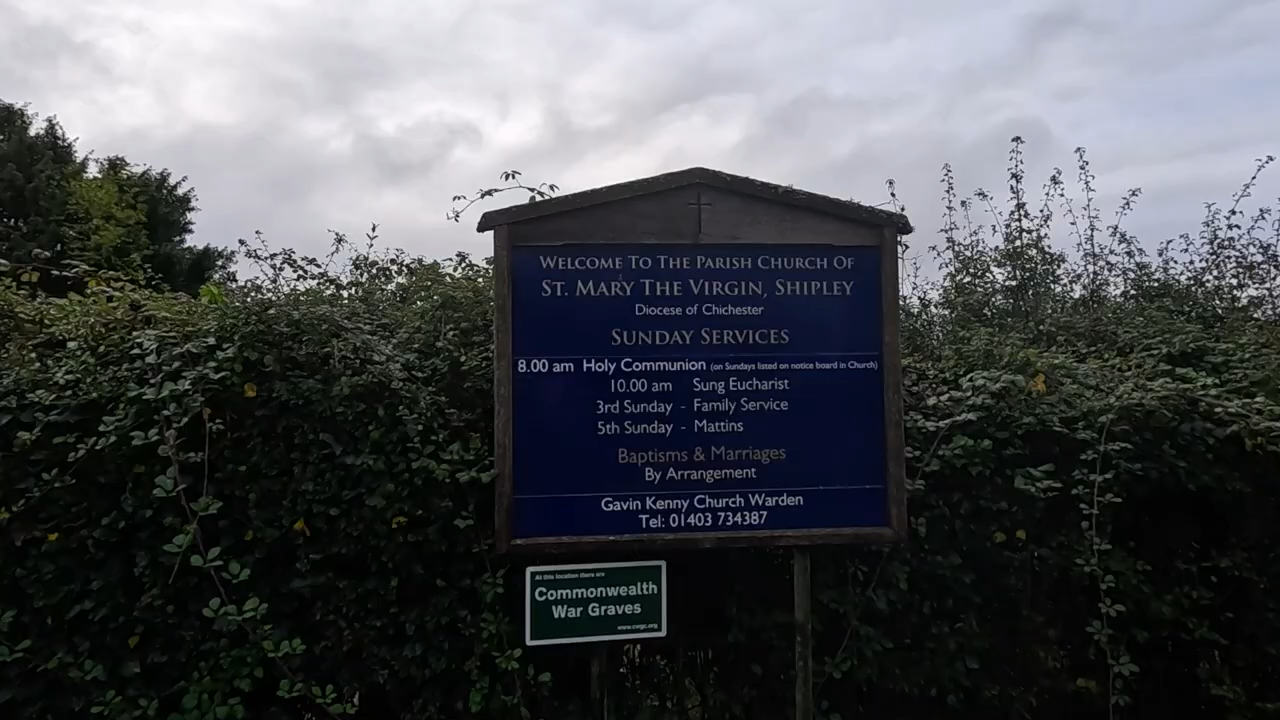 WELCOME TO THE PARISH CHURCH OF
ST. MARY THE VIRGIN, SHIPLEY
Diocese of Chichester
SUNDAY SERVICES
8.00 am Holy Communion (on Sundays listed on notice board in Church)
10.00 am Sung Eucharist
3rd Sunday - Family Service
5th Sunday - Mattins
Baptisms & Marriages
By Arrangement
Gavin Kenny Church Warden
Tel: 01403 734387
At this location there are
Commonwealth
War Graves
www.cwgc.org